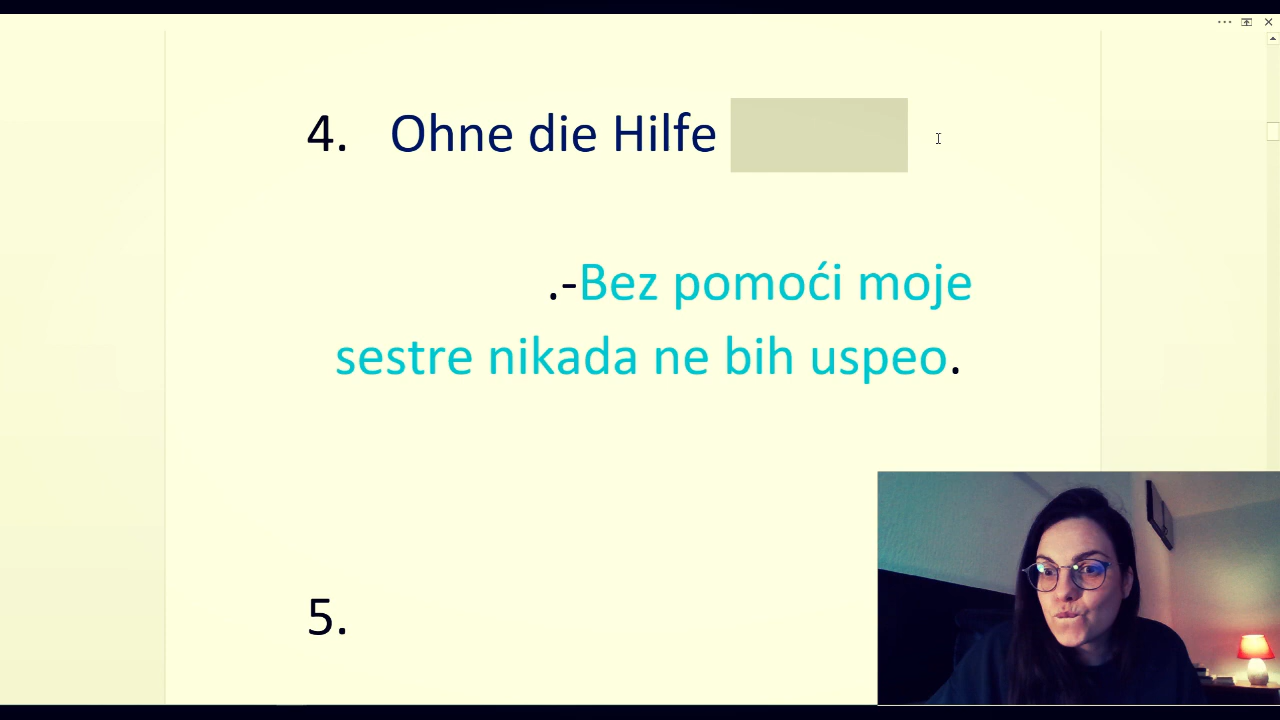 4. Ohne die Hilfe
.-Bez pomoći moje
sestre nikada ne bih uspeo.
5.